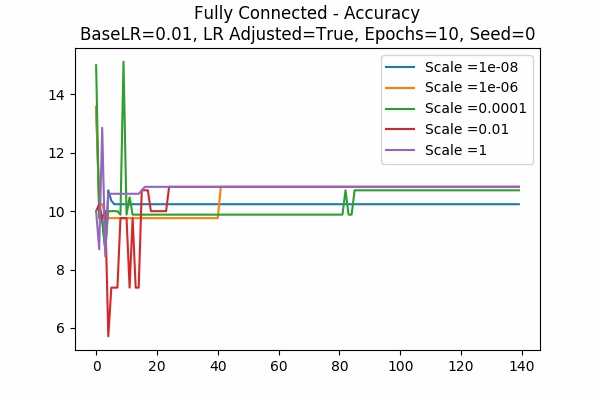 Fully Connected - Accuracy
BaseLR=0.01, LR Adjusted=True, Epochs=10, Seed=0
Scale =1e-08
Scale =1e-06
Scale =0.0001
Scale =0.01
Scale =1
14
12
10
8
6
0 20 40 60 80 100 120 140